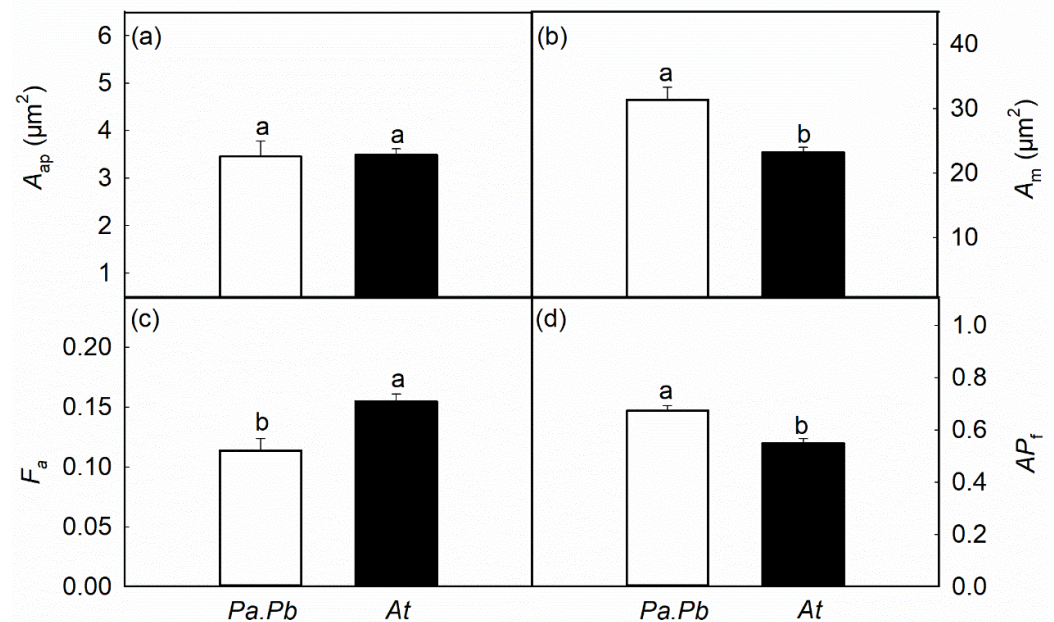 (a)
6
5
4
3
2
1
A_ap (μm²)
a a
(b)
40
30
20
10
A_m (μm²)
a
b
(c)
0.20
0.15
0.10
0.05
0.00
F_a
b
a
Pa.Pb At
(d)
1.0
0.8
0.6
0.4
0.2
0.0
AP_f
a
b
Pa.Pb At